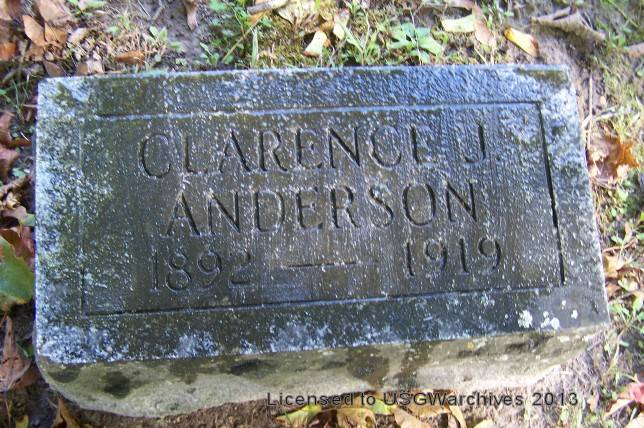 CLARENCE J.
ANDERSON
1892 — 1919
Licensed to USGWarchives 2013